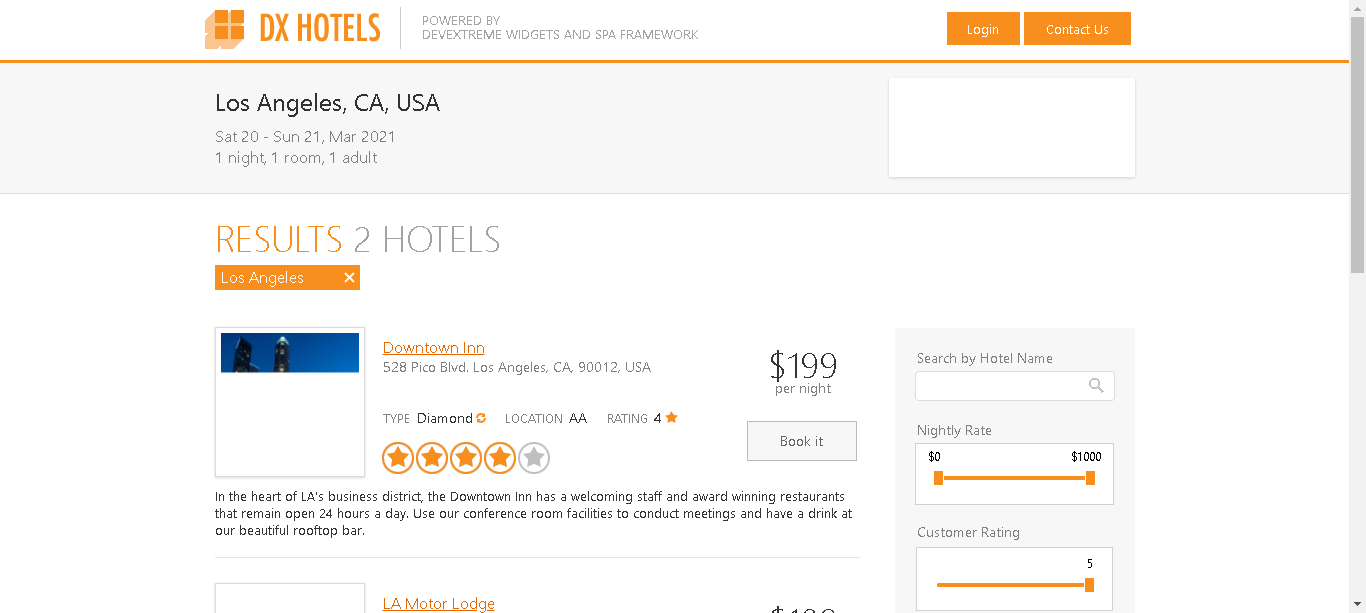 DX HOTELS
POWERED BY
DEVEXTREME WIDGETS AND SPA FRAMEWORK
Login
Contact Us
Los Angeles, CA, USA
Sat 20 - Sun 21, Mar 2021
1 night, 1 room, 1 adult
RESULTS 2 HOTELS
Los Angeles
Downtown Inn
528 Pico Blvd. Los Angeles, CA, 90012, USA
TYPE Diamond LOCATION AA RATING 4
$199
per night
Book it
In the heart of LA's business district, the Downtown Inn has a welcoming staff and award winning restaurants
that remain open 24 hours a day. Use our conference room facilities to conduct meetings and have a drink at
our beautiful rooftop bar.
LA Motor Lodge
Search by Hotel Name
Nightly Rate
$0 $1000
Customer Rating
5